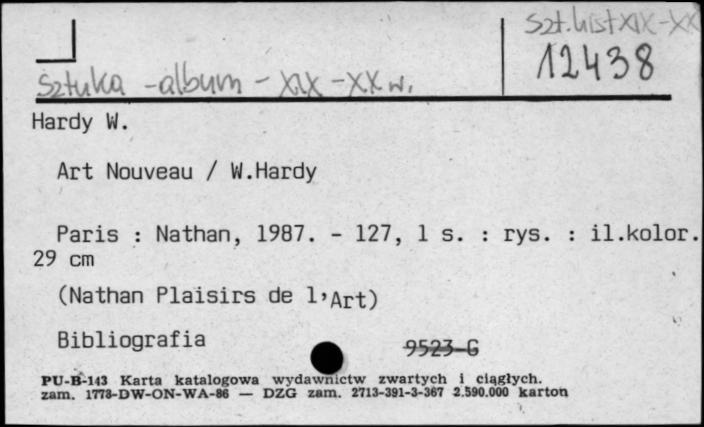 Szt.hist XIX-XX
12438
Sztuka - album - XIX - XX w.
Hardy W.
Art Nouveau / W.Hardy
Paris : Nathan, 1987. - 127, 1 s. : rys. : il.kolor.
29 cm
(Nathan Plaisirs de l'Art)
Bibliografia
9523-G
PU-B-143 Karta katalogowa wydawnictw zwartych i ciągłych.
zam. 1778-DW-ON-WA-86 — DZG zam. 2713-391-3-367 2.590.000 karton